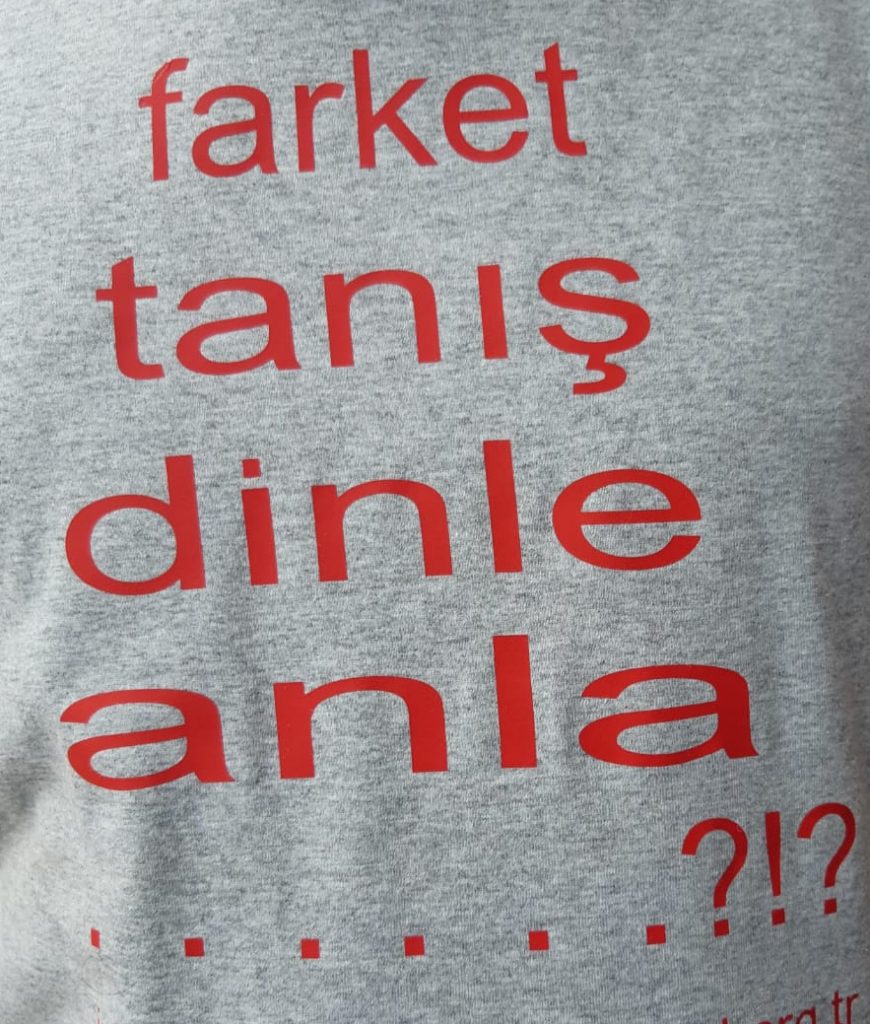 farket
tanış
dinle
anla
. . . . . .?!?